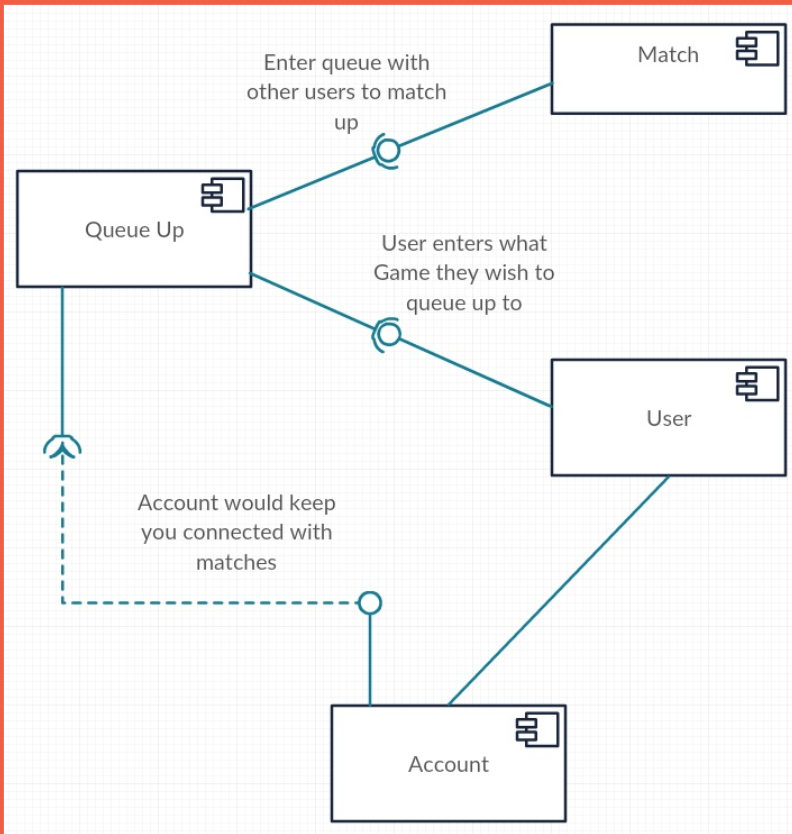 Enter queue with
other users to match
up
Match
Queue Up
User enters what
Game they wish to
queue up to
User
Account would keep
you connected with
matches
Account